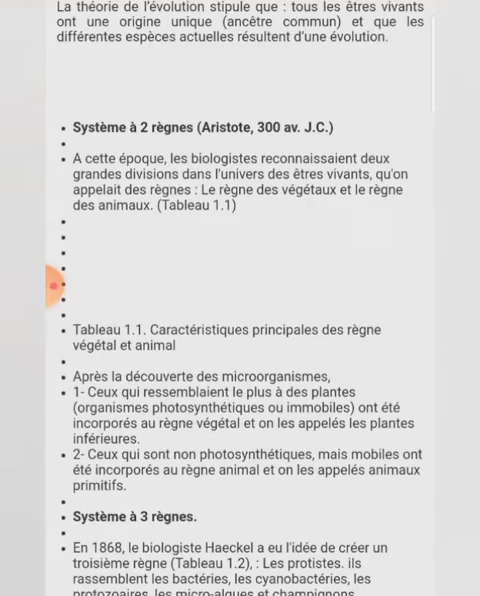 La théorie de l'évolution stipule que : tous les êtres vivants
ont une origine unique (ancêtre commun) et que les
différentes espèces actuelles résultent d'une évolution.
• Système à 2 règnes (Aristote, 300 av. J.C.)
•
• A cette époque, les biologistes reconnaissaient deux
grandes divisions dans l'univers des êtres vivants, qu'on
appelait des règnes : Le règne des végétaux et le règne
des animaux. (Tableau 1.1)
•
•
•
•
•
•
•
• Tableau 1.1. Caractéristiques principales des règne
végétal et animal
•
• Après la découverte des microorganismes,
• 1- Ceux qui ressemblaient le plus à des plantes
(organismes photosynthétiques ou immobiles) ont été
incorporés au règne végétal et on les appelés les plantes
inférieures.
• 2- Ceux qui sont non photosynthétiques, mais mobiles ont
été incorporés au règne animal et on les appelés animaux
primitifs.
•
• Système à 3 règnes.
•
• En 1868, le biologiste Haeckel a eu l'idée de créer un
troisième règne (Tableau 1.2), : Les protistes. ils
rassemblent les bactéries, les cyanobactéries, les
protozoaires, les micro-algues et champignons